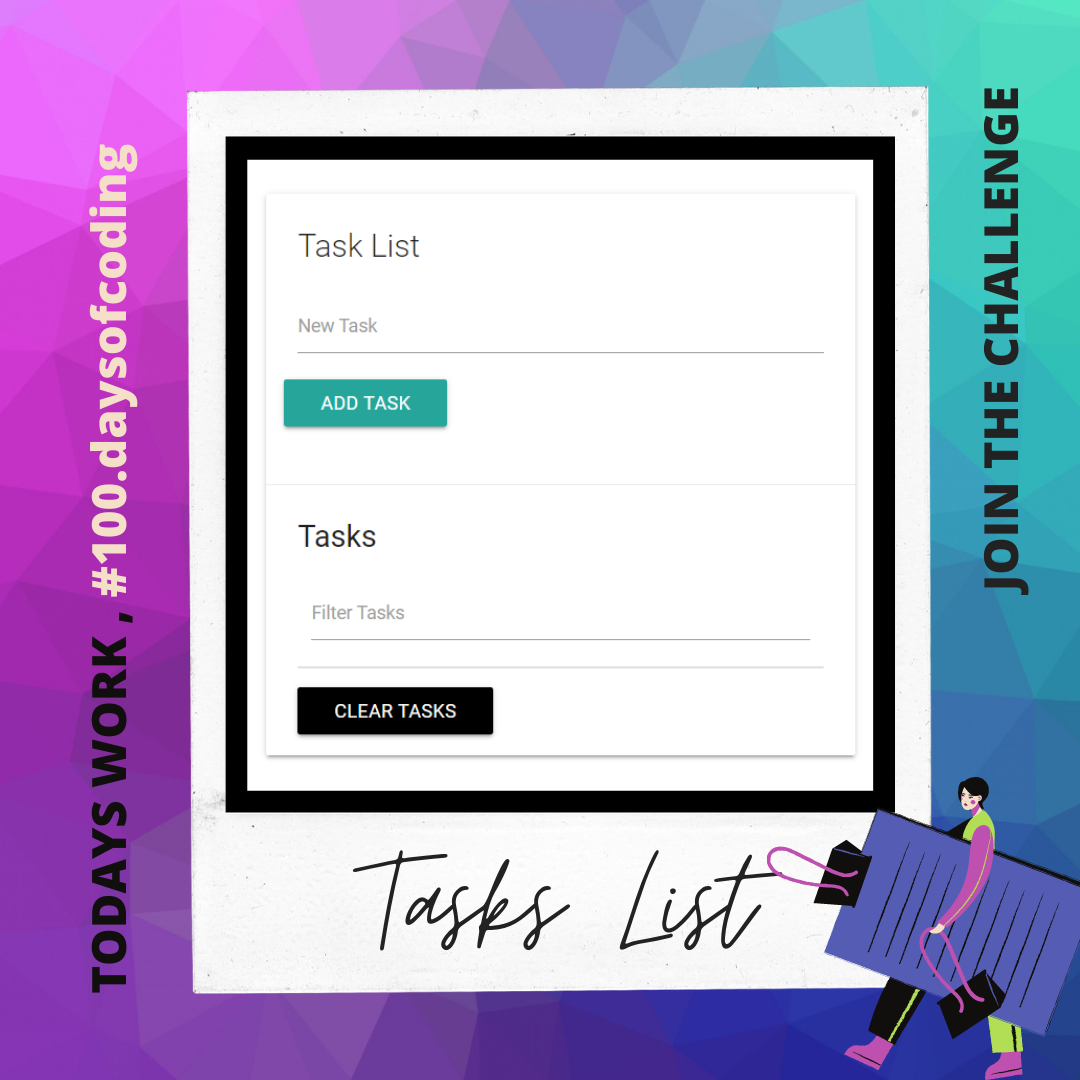 TODAYS WORK , #100.daysofcoding
Task List
New Task
ADD TASK
Tasks
Filter Tasks
CLEAR TASKS
Tasks List
JOIN THE CHALLENGE